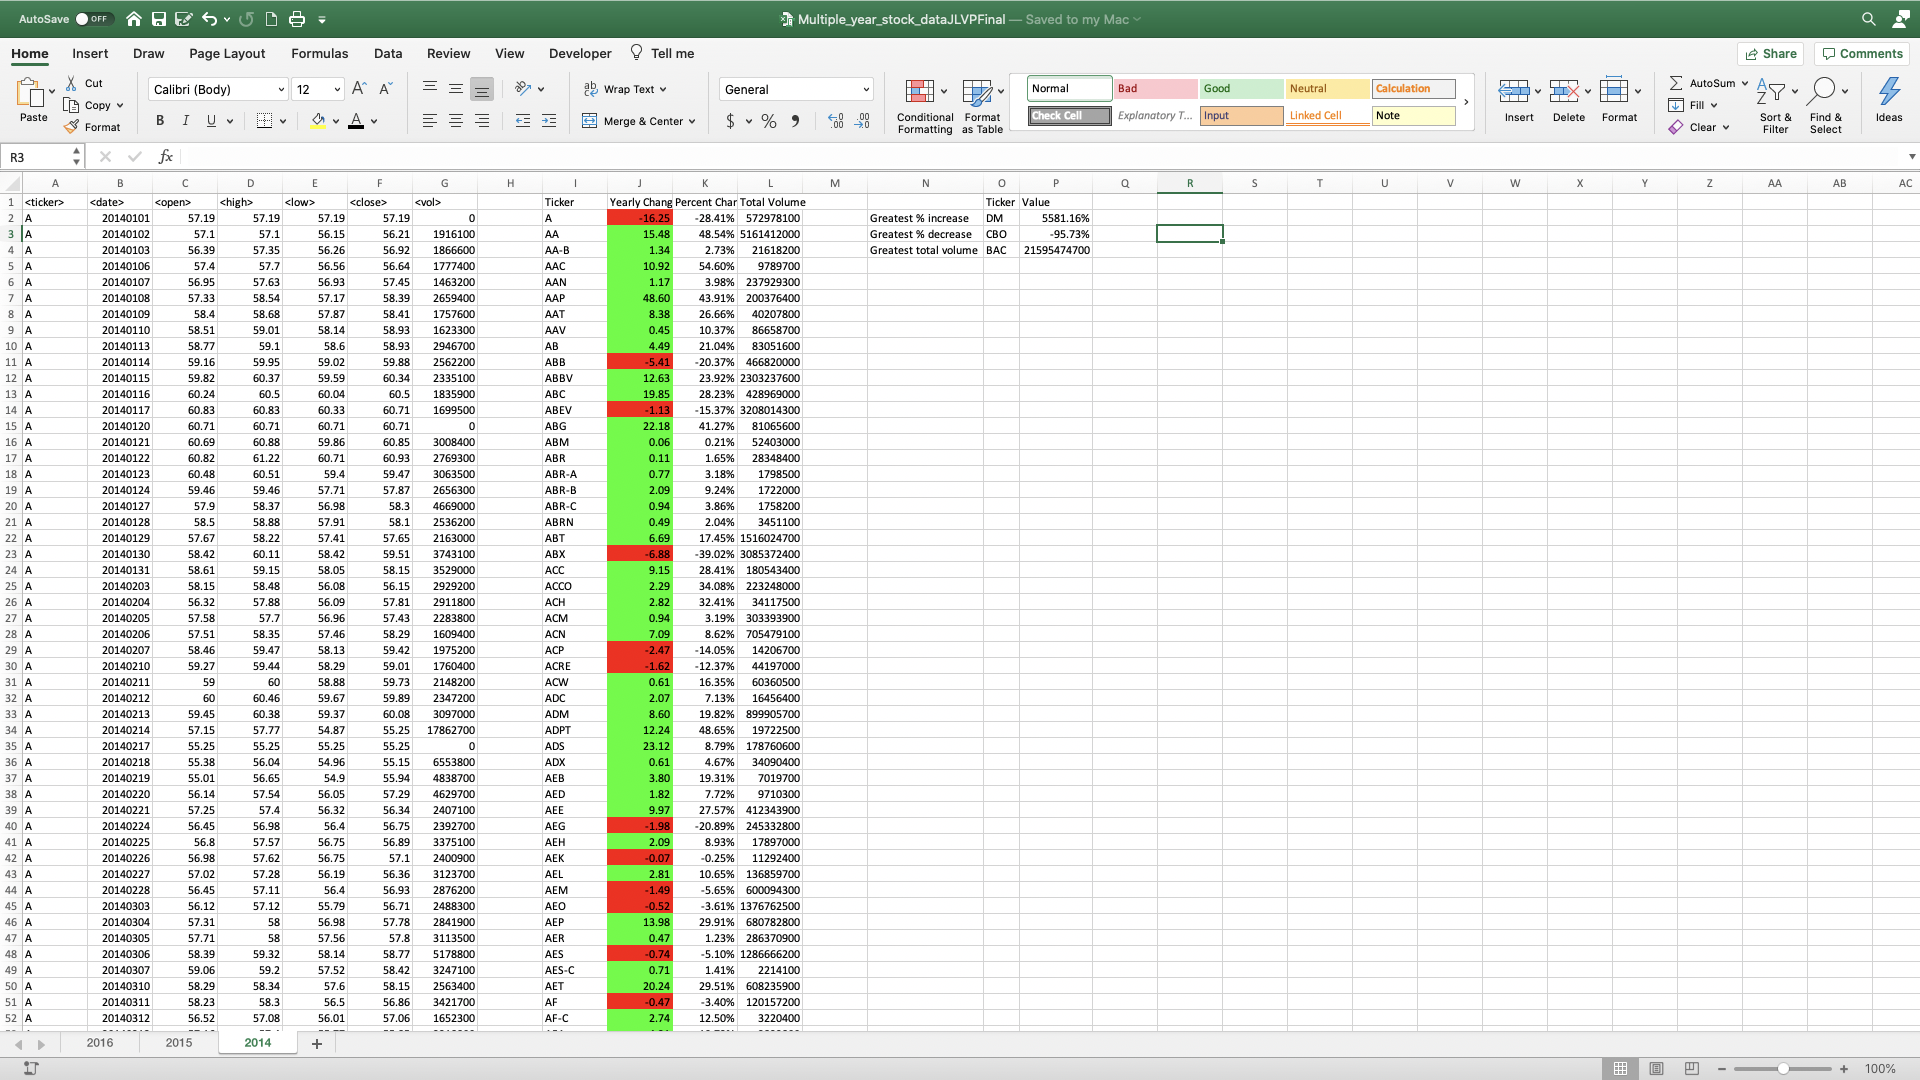 AutoSave OFF Multiple_year_stock_dataJLVPFinal — Saved to my Mac
Home Insert Draw Page Layout Formulas Data Review View Developer Tell me Share Comments
Paste Cut Copy Format
Calibri (Body) 12 A A
B I U A
Wrap Text
Merge & Center
General
$ % 9 .0 .00 .00 .0
Conditional Formatting Format as Table
Normal Bad Good Neutral Calculation
Check Cell Explanatory T... Input Linked Cell Note
Insert Delete Format
AutoSum Fill Clear
Sort & Filter Find & Select Ideas
R3 fx
A B C D E F G H I J K L M N O P Q R S T U V W X Y Z AA AB AC
1 <ticker> <date> <open> <high> <low> <close> <vol> Ticker Yearly Chang Percent Char Total Volume Ticker Value
2 A 20140101 57.19 57.19 57.19 57.19 0 A -16.25 -28.41% 572978100 Greatest % increase DM 5581.16%
3 A 20140102 57.1 57.1 56.15 56.21 1916100 AA 15.48 48.54% 5161412000 Greatest % decrease CBO -95.73%
4 A 20140103 56.39 57.35 56.26 56.92 1866600 AA-B 1.34 2.73% 21618200 Greatest total volume BAC 21595474700
5 A 20140106 57.4 57.7 56.56 56.64 1777400 AAC 10.92 54.60% 9789700
6 A 20140107 56.95 57.63 56.93 57.45 1463200 AAN 1.17 3.98% 237929300
7 A 20140108 57.33 58.54 57.17 58.39 2659400 AAP 48.60 43.91% 200376400
8 A 20140109 58.4 58.68 57.87 58.41 1757600 AAT 8.38 26.66% 40207800
9 A 20140110 58.51 59.01 58.14 58.93 1623300 AAV 0.45 10.37% 86658700
10 A 20140113 58.77 59.1 58.6 58.93 2946700 AB 4.49 21.04% 83051600
11 A 20140114 59.16 59.95 59.02 59.88 2562200 ABB -5.41 -20.37% 466820000
12 A 20140115 59.82 60.37 59.59 60.34 2335100 ABBV 12.63 23.92% 2303237600
13 A 20140116 60.24 60.5 60.04 60.5 1835900 ABC 19.85 28.23% 428969000
14 A 20140117 60.83 60.83 60.33 60.71 1699500 ABEV -1.13 -15.37% 3208014300
15 A 20140120 60.71 60.71 60.71 60.71 0 ABG 22.18 41.27% 81065600
16 A 20140121 60.69 60.88 59.86 60.85 3008400 ABM 0.06 0.21% 52403000
17 A 20140122 60.82 61.22 60.71 60.93 2769300 ABR 0.11 1.65% 28348400
18 A 20140123 60.48 60.51 59.4 59.47 3063500 ABR-A 0.77 3.18% 1798500
19 A 20140124 59.46 59.46 57.71 57.87 2656300 ABR-B 2.09 9.24% 1722000
20 A 20140127 57.9 58.37 56.98 58.3 4669000 ABR-C 0.94 3.86% 1758200
21 A 20140128 58.5 58.88 57.91 58.1 2536200 ABRN 0.49 2.04% 3451100
22 A 20140129 57.67 58.22 57.41 57.65 2163000 ABT 6.69 17.45% 1516024700
23 A 20140130 58.42 60.11 58.42 59.51 3743100 ABX -6.88 -39.02% 3085372400
24 A 20140131 58.61 59.15 58.05 58.15 3529000 ACC 9.15 28.41% 180543400
25 A 20140203 58.15 58.48 56.08 56.15 2929200 ACCO 2.29 34.08% 223248000
26 A 20140204 56.32 57.88 56.09 57.81 2911800 ACH 2.82 32.41% 34117500
27 A 20140205 57.58 57.7 56.96 57.43 2283800 ACM 0.94 3.19% 303393900
28 A 20140206 57.51 58.35 57.46 58.29 1609400 ACN 7.09 8.62% 705479100
29 A 20140207 58.46 59.47 58.13 59.42 1975200 ACP -2.47 -14.05% 14206700
30 A 20140210 59.27 59.44 58.29 59.01 1760400 ACRE -1.62 -12.37% 44197000
31 A 20140211 59 60 58.88 59.73 2148200 ACW 0.61 16.35% 60360500
32 A 20140212 60 60.46 59.67 59.89 2347200 ADC 2.07 7.13% 16456400
33 A 20140213 59.45 60.38 59.37 60.08 3097000 ADM 8.60 19.82% 899905700
34 A 20140214 57.15 57.77 54.87 55.25 17862700 ADPT 12.24 48.65% 19722500
35 A 20140217 55.25 55.25 55.25 55.25 0 ADS 23.12 8.79% 178760600
36 A 20140218 55.38 56.04 54.96 55.15 6553800 ADX 0.61 4.67% 34090400
37 A 20140219 55.01 56.65 54.9 55.94 4838700 AEB 3.80 19.31% 7019700
38 A 20140220 56.14 57.54 56.05 57.29 4629700 AED 1.82 7.72% 9710300
39 A 20140221 57.25 57.4 56.32 56.34 2407100 AEE 9.97 27.57% 412343900
40 A 20140224 56.45 56.98 56.4 56.75 2392700 AEG -1.98 -20.89% 245332800
41 A 20140225 56.8 57.57 56.75 56.89 3375100 AEH 2.09 8.93% 17897000
42 A 20140226 56.98 57.62 56.75 57.1 2400900 AEK -0.07 -0.25% 11292400
43 A 20140227 57.02 57.28 56.19 56.36 3123700 AEL 2.81 10.65% 136859700
44 A 20140228 56.45 57.11 56.4 56.93 2876200 AEM -1.49 -5.65% 600094300
45 A 20140303 56.12 57.12 55.79 56.71 2488300 AEO -0.52 -3.61% 1376762500
46 A 20140304 57.31 58 56.98 57.78 2841900 AEP 13.98 29.91% 680782800
47 A 20140305 57.71 58 57.56 57.8 3113500 AER 0.47 1.23% 286370900
48 A 20140306 58.39 59.32 58.14 58.77 5178800 AES -0.74 -5.10% 1286666200
49 A 20140307 59.06 59.2 57.52 58.42 3247100 AES-C 0.71 1.41% 2214100
50 A 20140310 58.29 58.34 57.6 58.15 2563400 AET 20.24 29.51% 608235900
51 A 20140311 58.23 58.3 56.5 56.86 3421700 AF -0.47 -3.40% 120157200
52 A 20140312 56.52 57.08 56.01 57.06 1652300 AF-C 2.74 12.50% 3220400
2016 2015 2014 +
100%